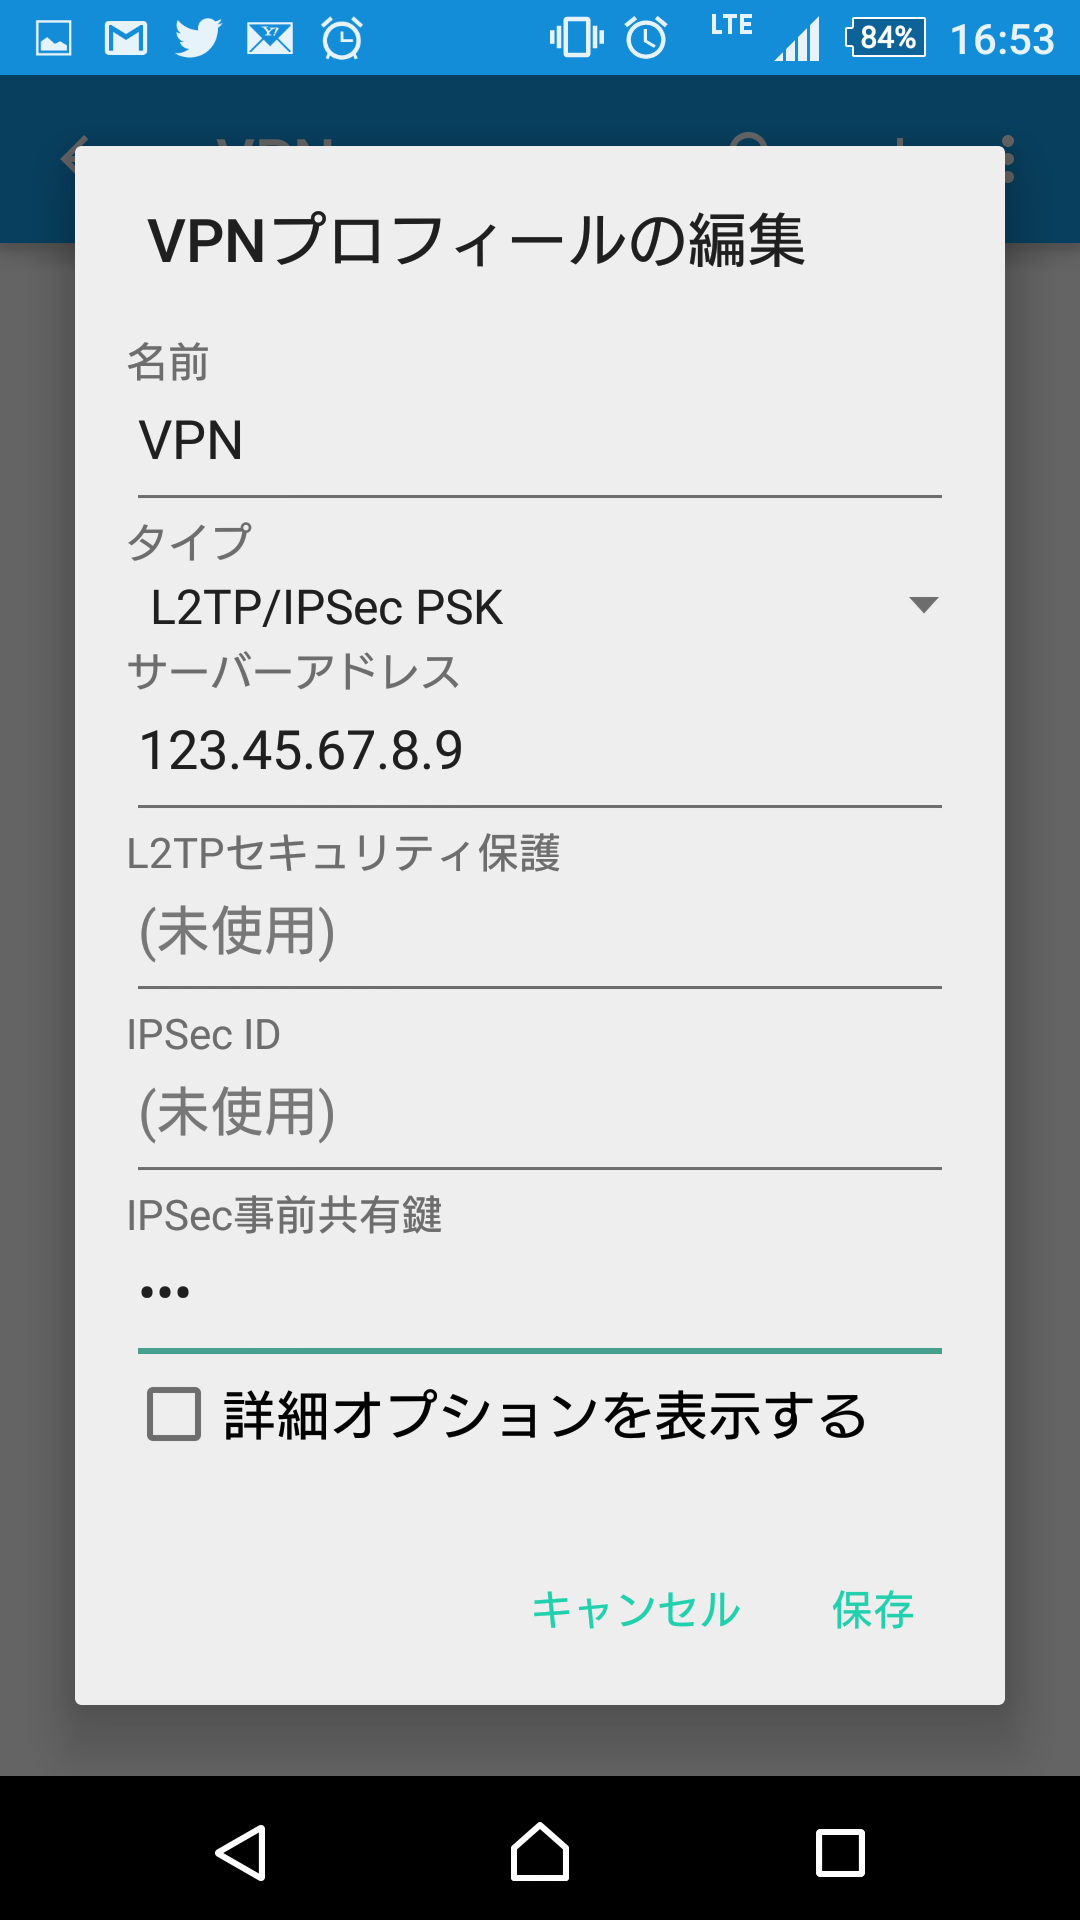 LTE 84% 16:53
VPN
VPNプロフィールの編集
名前
VPN
タイプ
L2TP/IPSec PSK
サーバーアドレス
123.45.67.8.9
L2TPセキュリティ保護
(未使用)
IPSec ID
(未使用)
IPSec事前共有鍵
•••
詳細オプションを表示する
キャンセル 保存